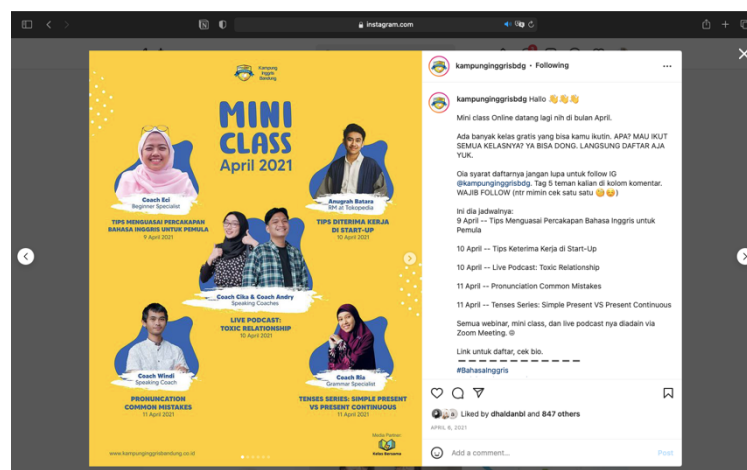 instagram.com
Kampung
Inggris
Bandung
MINI
CLASS
April 2021
Coach Eci
Beginner Specialist
TIPS MENGUASAI PERCAKAPAN
BAHASA INGGRIS UNTUK PEMULA
9 April 2021
Anugrah Batara
RM at Tokopedia
TIPS DITERIMA KERJA
DI START-UP
10 April 2021
Coach Cika & Coach Andry
Speaking Coaches
LIVE PODCAST:
TOXIC RELATIONSHIP
10 April 2021
Coach Windi
Speaking Coach
PRONUNCATION
COMMON MISTAKES
11 April 2021
Coach Ria
Grammar Specialist
TENSES SERIES: SIMPLE PRESENT
VS PRESENT CONTINUOUS
11 April 2021
www.kampunginggrisbandung.co.id
Media Partner:
Kelas Bersama
kampunginggrisbdg • Following
kampunginggrisbdg Hallo 👋👋👋
Mini class Online datang lagi nih di bulan April.
Ada banyak kelas gratis yang bisa kamu ikutin. APA? MAU IKUT
SEMUA KELASNYA? YA BISA DONG. LANGSUNG DAFTAR AJA
YUK.
Oia syarat daftarnya jangan lupa untuk follow IG
@kampunginggrisbdg. Tag 5 teman kalian di kolom komentar.
WAJIB FOLLOW (ntr mimin cek satu satu
Ini dia jadwalnya:
9 April -- Tips Menguasai Percakapan Bahasa Inggris untuk
Pemula
10 April -- Tips Keterima Kerja di Start-Up
10 April -- Live Podcast: Toxic Relationship
11 April -- Pronunciation Common Mistakes
11 April -- Tenses Series: Simple Present VS Present Continuous
Semua webinar, mini class, dan live podcast nya diadain via
Zoom Meeting.
Link untuk daftar, cek bio.
#BahasaInggris
Liked by dhaldanbl and 847 others
APRIL 6, 2021
Add a comment...
Post